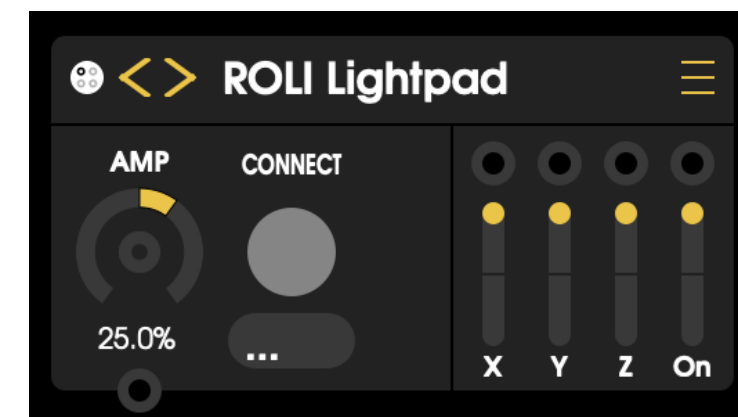 ROLI Lightpad
AMP
CONNECT
25.0%
...
X Y Z On